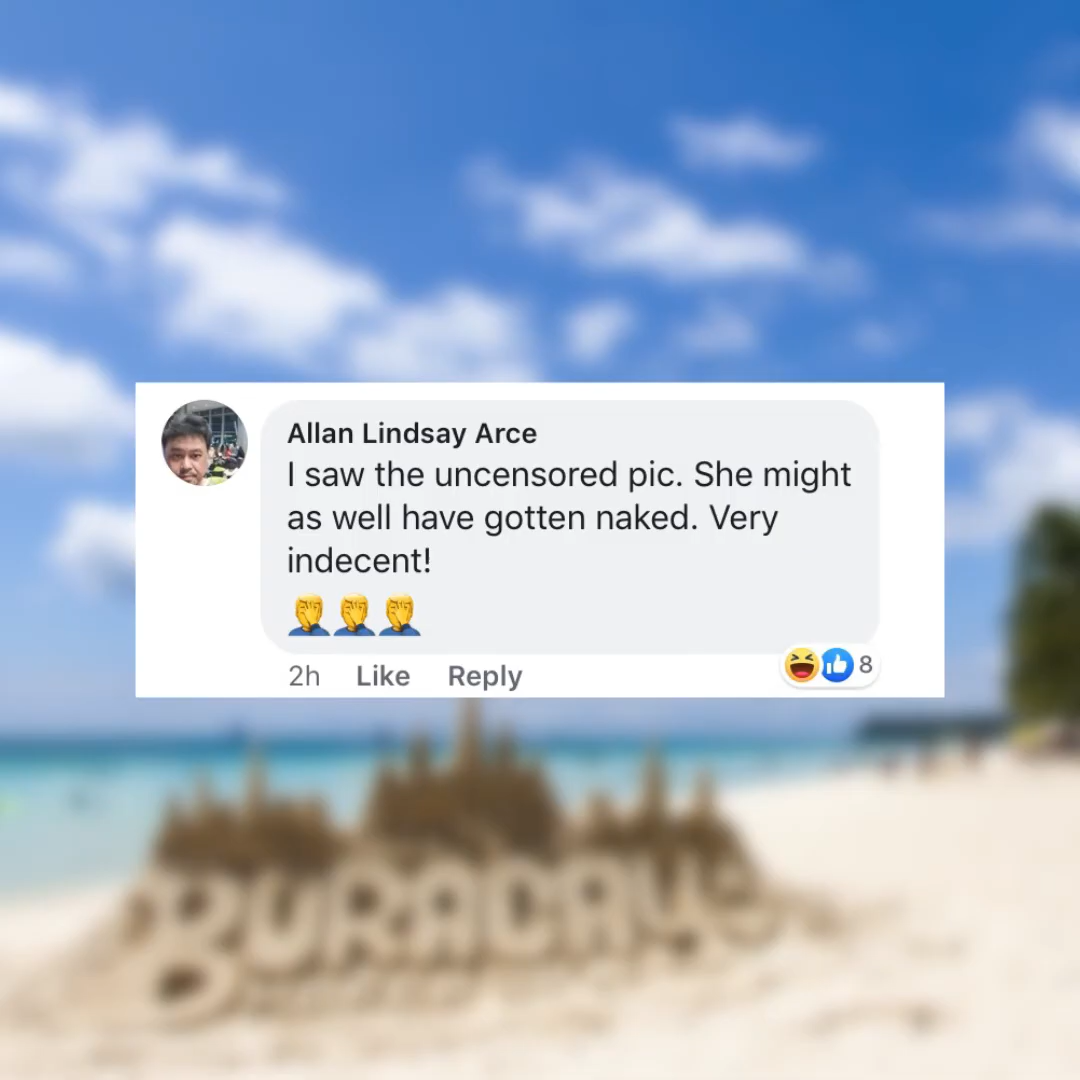 Allan Lindsay Arce
I saw the uncensored pic. She might
as well have gotten naked. Very
indecent!
🤦‍♂️🤦‍♂️🤦‍♂️
2h Like Reply 8
BURACAY